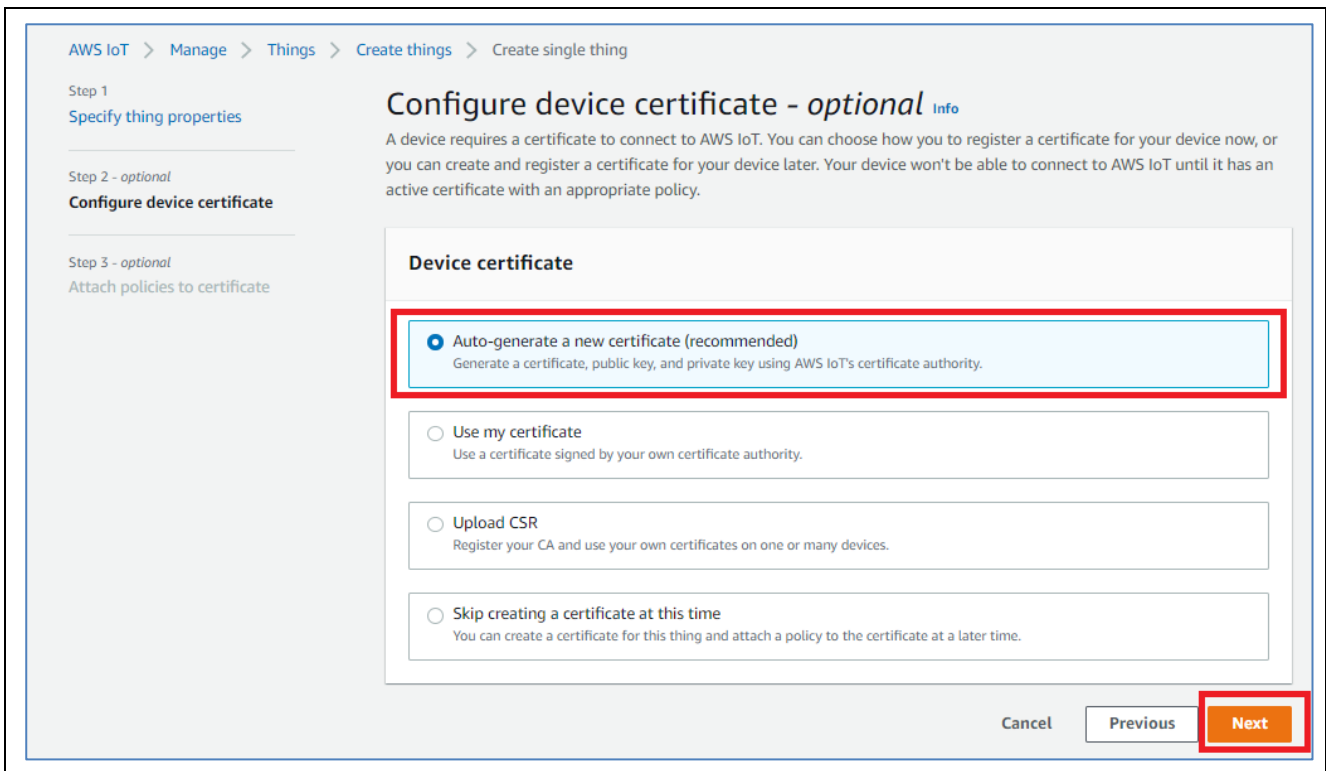 AWS IoT > Manage > Things > Create things > Create single thing
Step 1
Specify thing properties
Step 2 - optional
Configure device certificate
Step 3 - optional
Attach policies to certificate
Configure device certificate - optional Info
A device requires a certificate to connect to AWS IoT. You can choose how you to register a certificate for your device now, or
you can create and register a certificate for your device later. Your device won't be able to connect to AWS IoT until it has an
active certificate with an appropriate policy.
Device certificate
Auto-generate a new certificate (recommended)
Generate a certificate, public key, and private key using AWS IoT's certificate authority.
Use my certificate
Use a certificate signed by your own certificate authority.
Upload CSR
Register your CA and use your own certificates on one or many devices.
Skip creating a certificate at this time
You can create a certificate for this thing and attach a policy to the certificate at a later time.
Cancel Previous Next